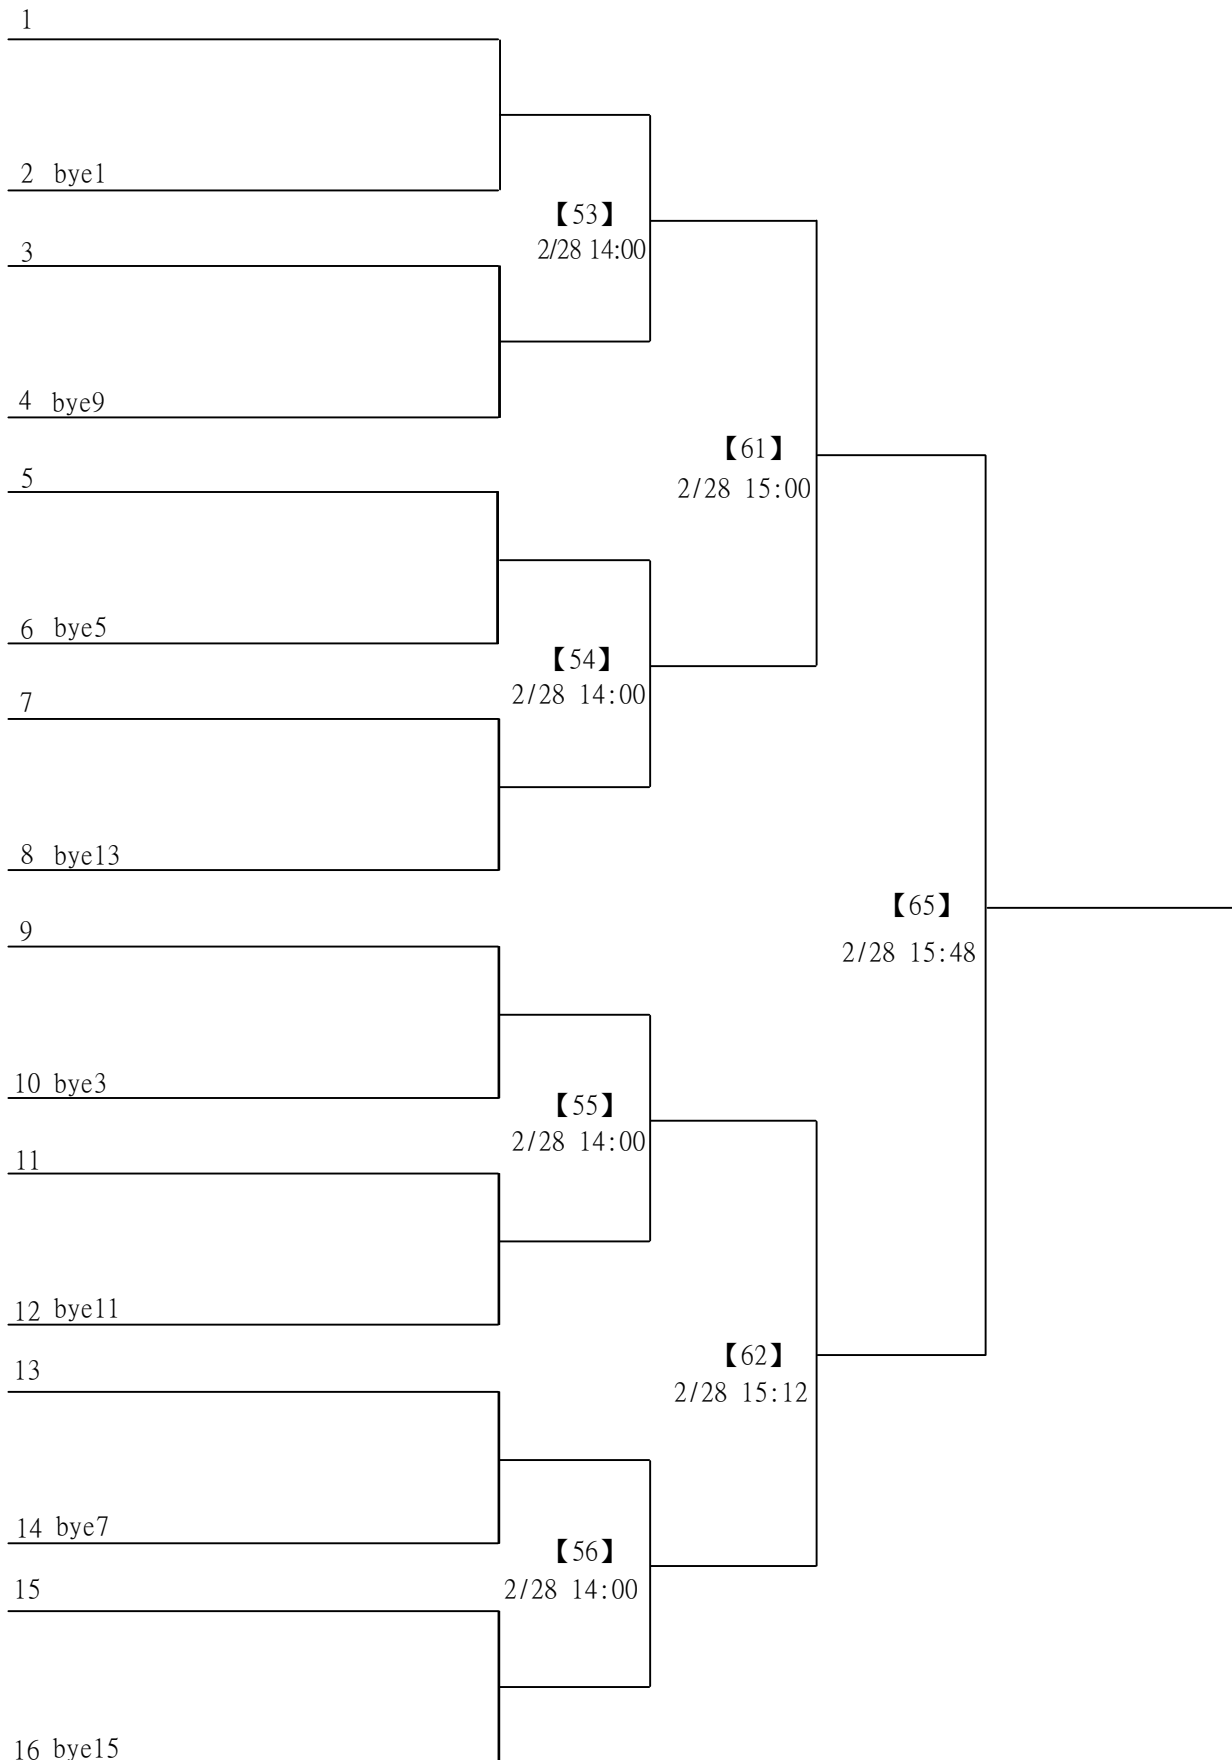 1
2 bye1
【53】
2/28 14:00
3
4 bye9
【61】
2/28 15:00
5
6 bye5
【54】
2/28 14:00
7
8 bye13
【65】
2/28 15:48
9
10 bye3
【55】
2/28 14:00
11
12 bye11
【62】
2/28 15:12
13
14 bye7
【56】
2/28 14:00
15
16 bye15